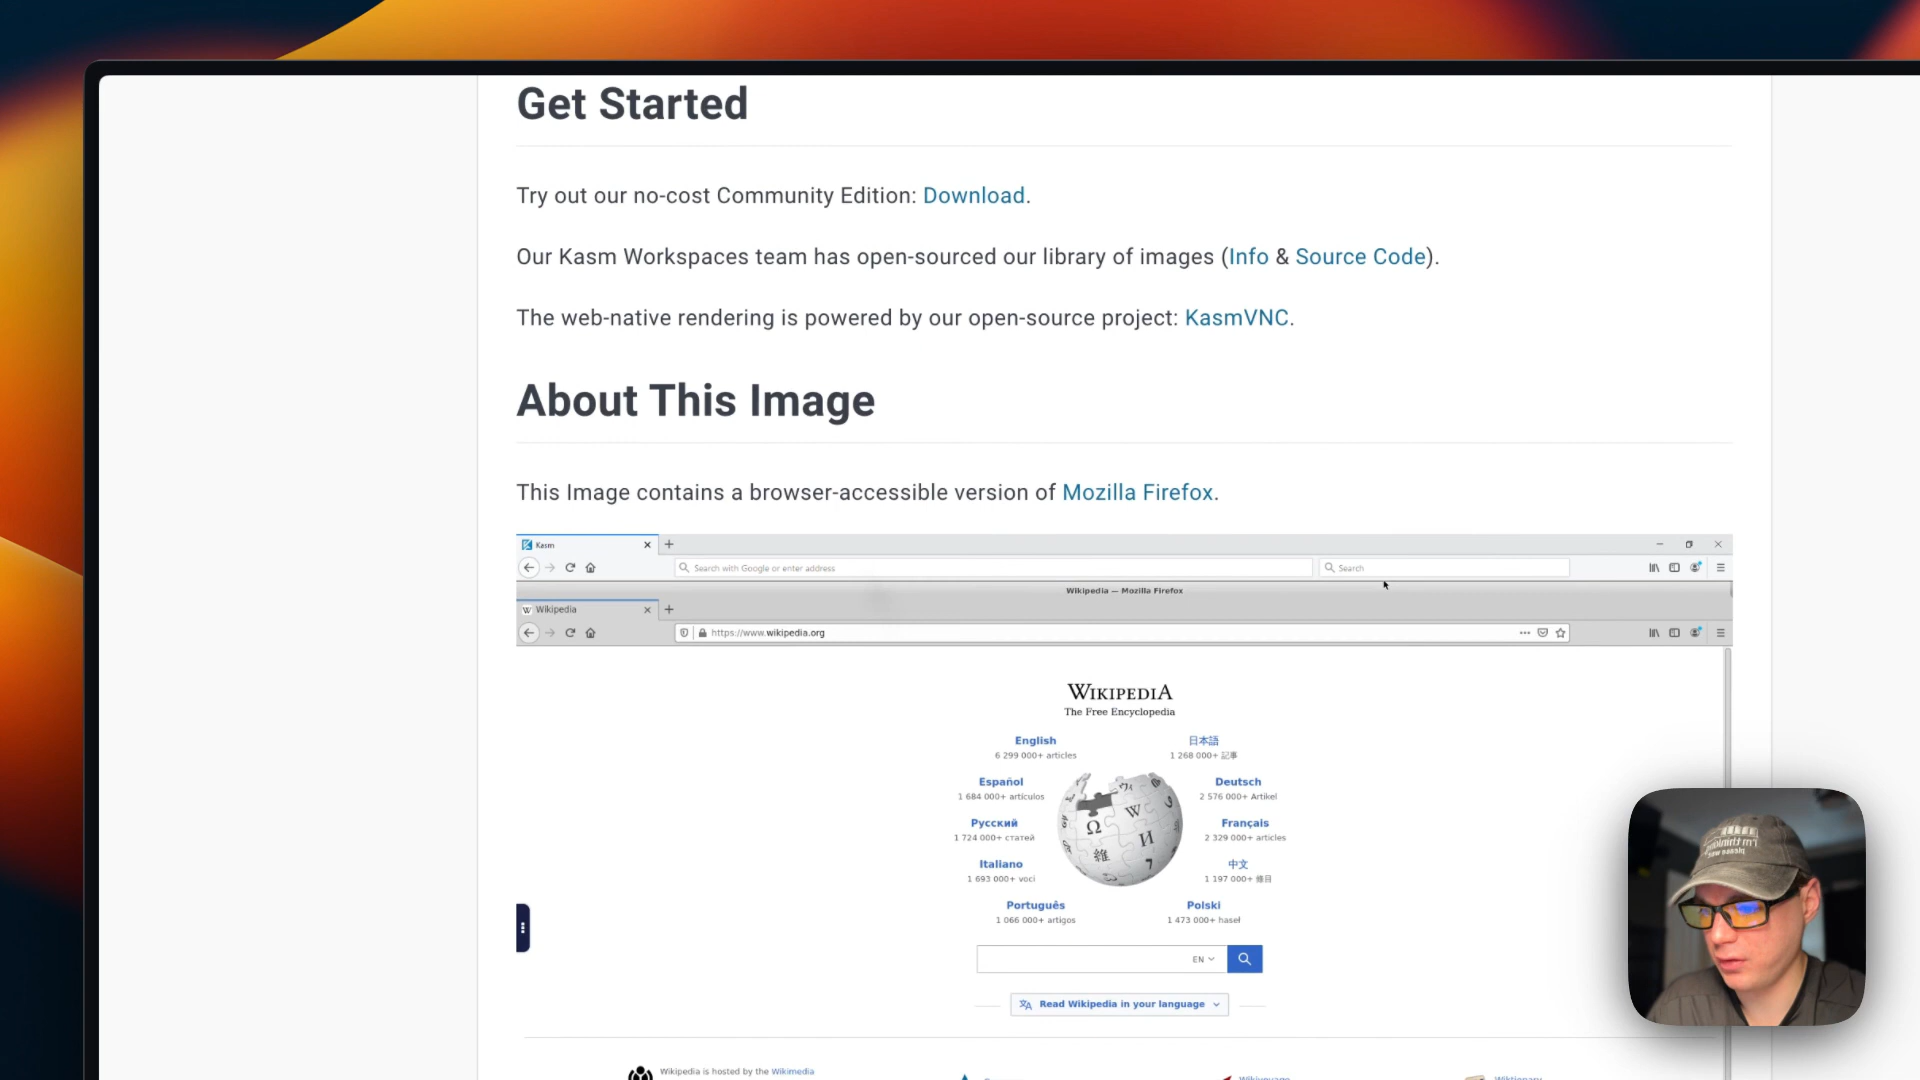 Get Started
Try out our no-cost Community Edition: Download.
Our Kasm Workspaces team has open-sourced our library of images (Info & Source Code).
The web-native rendering is powered by our open-source project: KasmVNC.
About This Image
This Image contains a browser-accessible version of Mozilla Firefox.
Kasm
Search with Google or enter address
Search
Wikipedia — Mozilla Firefox
Wikipedia
https://www.wikipedia.org
WIKIPEDIA
The Free Encyclopedia
English
6 299 000+ articles
日本語
1 268 000+ 記事
Español
1 684 000+ artículos
Deutsch
2 576 000+ Artikel
Русский
1 724 000+ статей
Français
2 329 000+ articles
Italiano
1 693 000+ voci
中文
1 197 000+ 條目
Português
1 066 000+ artigos
Polski
1 473 000+ haseł
EN
Read Wikipedia in your language
Wikipedia is hosted by the Wikimedia
Wikivoyage
Wiktionary